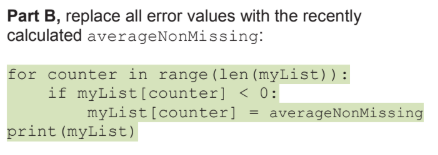 Part B, replace all error values with the recently
calculated averageNonMissing:
for counter in range(len(myList)):
    if myList[counter] < 0:
        myList[counter] = averageNonMissing
print(myList)